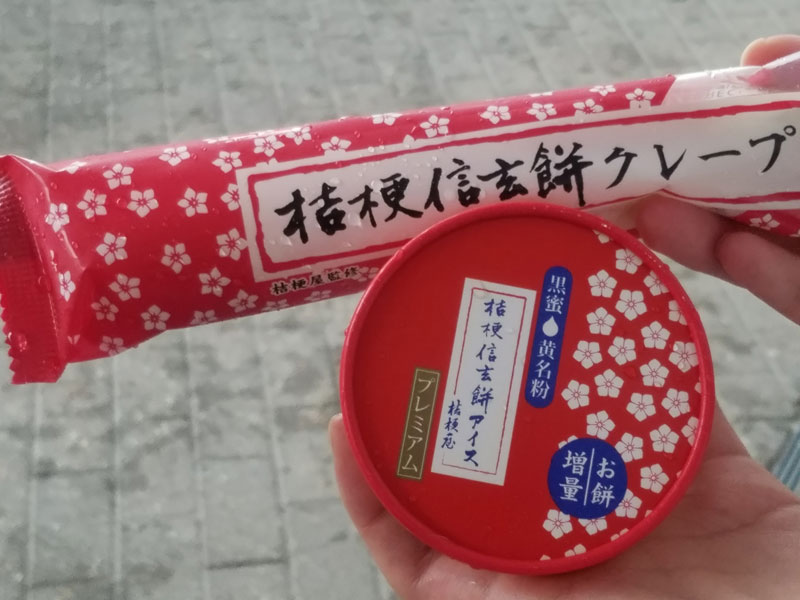 桔梗信玄餅クレープ
桔梗屋監修
黒蜜
黄名粉
桔梗信玄餅アイス
桔梗屋
プレミアム
お餅
増量